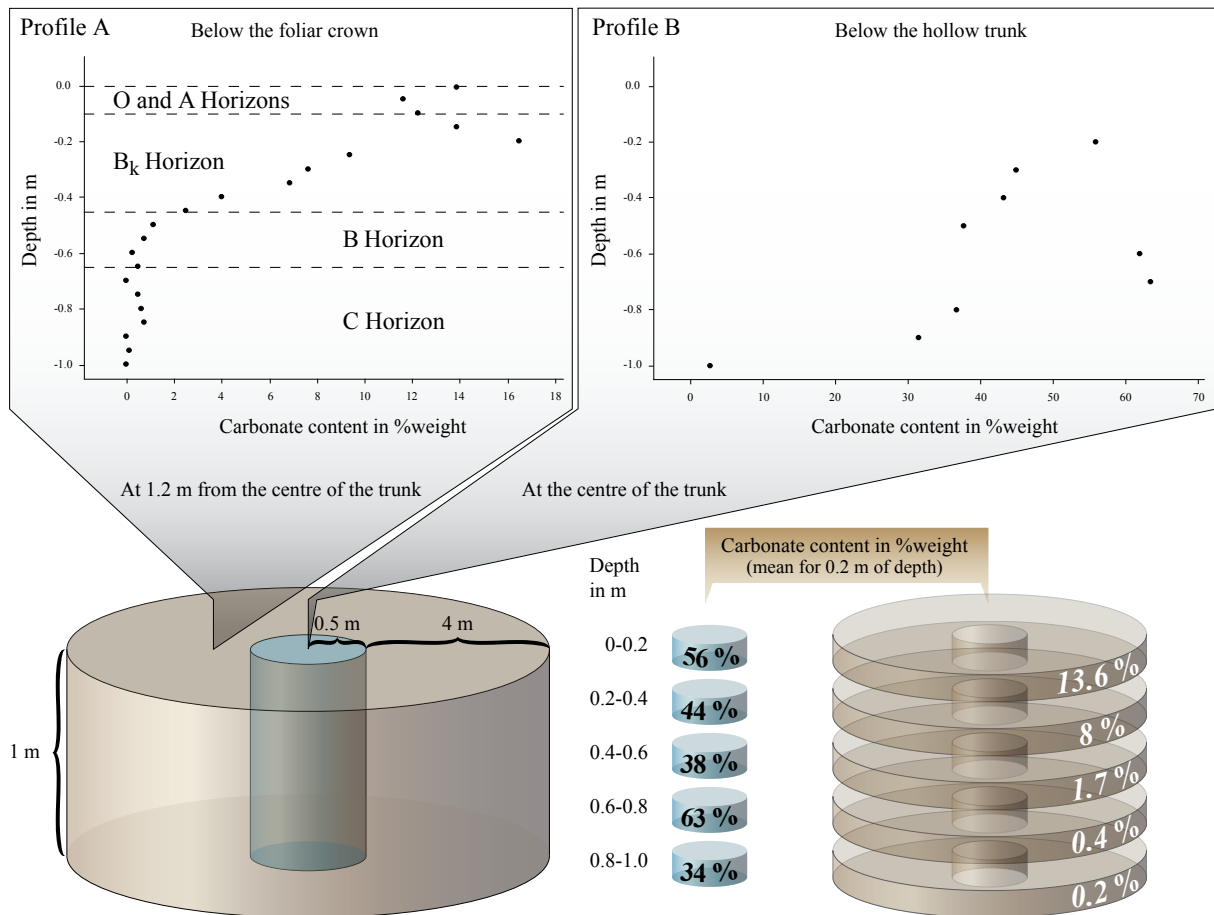 Profile A
Below the foliar crown
Depth in m
0.0
-0.2
-0.4
-0.6
-0.8
-1.0
O and A Horizons
Bk Horizon
B Horizon
C Horizon
0 2 4 6 8 10 12 14 16 18
Carbonate content in %weight
Profile B
Below the hollow trunk
Depth in m
0.0
-0.2
-0.4
-0.6
-0.8
-1.0
0 10 20 30 40 50 60 70
Carbonate content in %weight
At 1.2 m from the centre of the trunk
At the centre of the trunk
0.5 m
4 m
1 m
Depth
in m
Carbonate content in %weight
(mean for 0.2 m of depth)
0-0.2 56 % 13.6 %
0.2-0.4 44 % 8 %
0.4-0.6 38 % 1.7 %
0.6-0.8 63 % 0.4 %
0.8-1.0 34 % 0.2 %